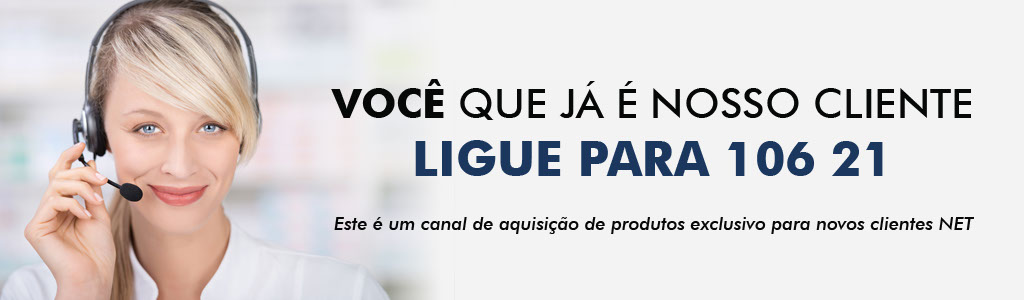 VOCÊ QUE JÁ É NOSSO CLIENTE
LIGUE PARA 106 21
Este é um canal de aquisição de produtos exclusivo para novos clientes NET